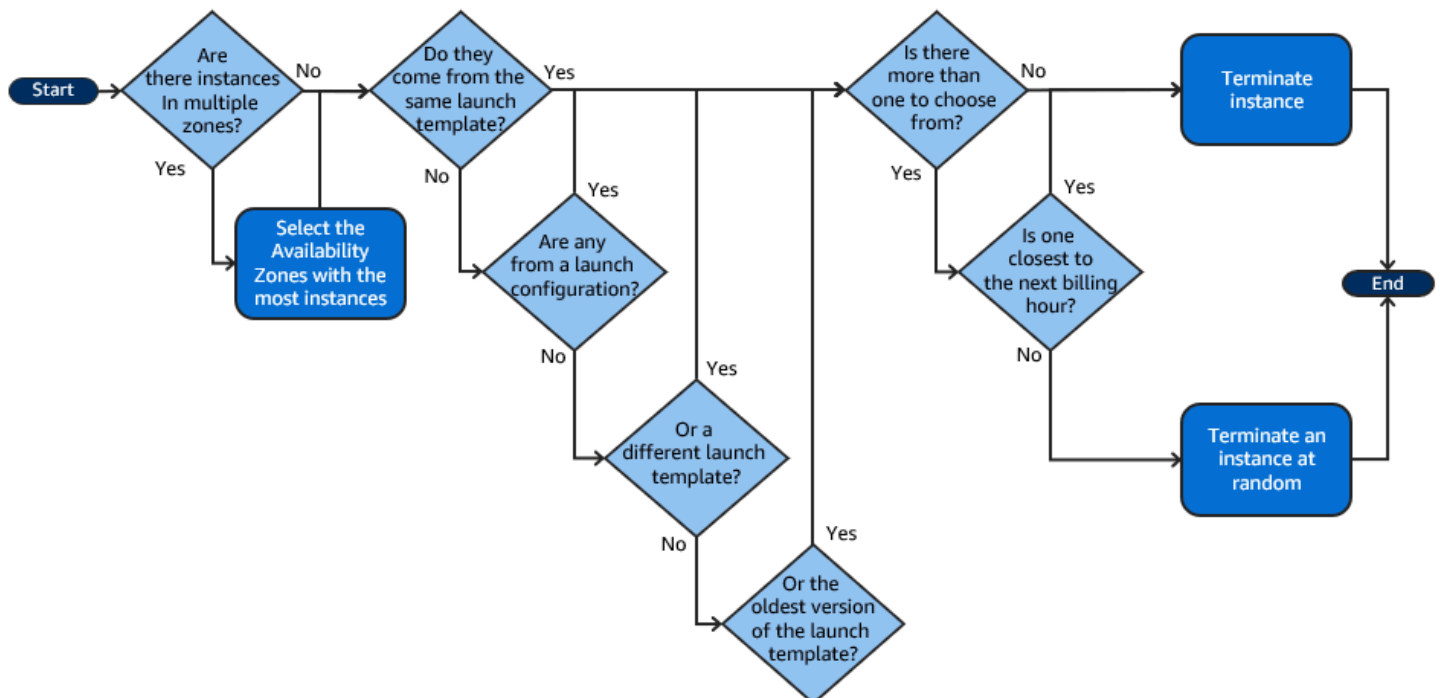 Start
Are
there instances
In multiple
zones?
No
Yes
Select the
Availability
Zones with the
most instances
Do they
come from the
same launch
template?
Yes
No
Are any
from a launch
configuration?
Yes
No
Or a
different launch
template?
Yes
No
Or the
oldest version
of the launch
template?
Yes
Is there
more than
one to choose
from?
No
Yes
Is one
closest to
the next billing
hour?
Yes
No
Terminate
instance
Terminate an
instance at
random
End